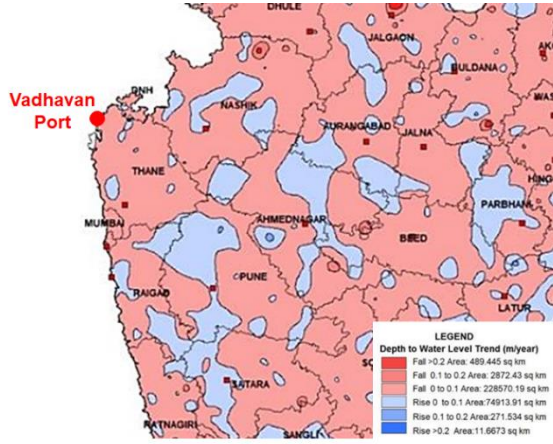 DHULE
JALGAON
BULDANA
DNH
Vadhavan
Port
NASHIK
AURANGABAD
JALNA
THANE
PARBHANI
MUMBAI
AHMEDNAGAR
BEED
PUNE
RAIGAD
LATUR
SATARA
RATNAGIRI
SANGLI
LEGEND
Depth to Water Level Trend (m/year)
Fall >0.2 Area: 489.445 sq km
Fall 0.1 to 0.2 Area: 2872.43 sq km
Fall 0 to 0.1 Area: 228570.19 sq km
Rise 0 to 0.1 Area:74913.91 sq km
Rise 0.1 to 0.2 Area:271.534 sq km
Rise >0.2 Area:11.6673 sq km